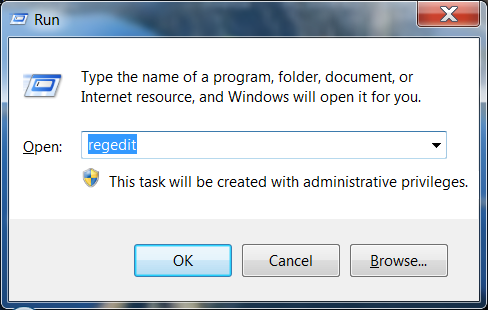 Run
Type the name of a program, folder, document, or
Internet resource, and Windows will open it for you.
Open: regedit
This task will be created with administrative privileges.
OK Cancel Browse...